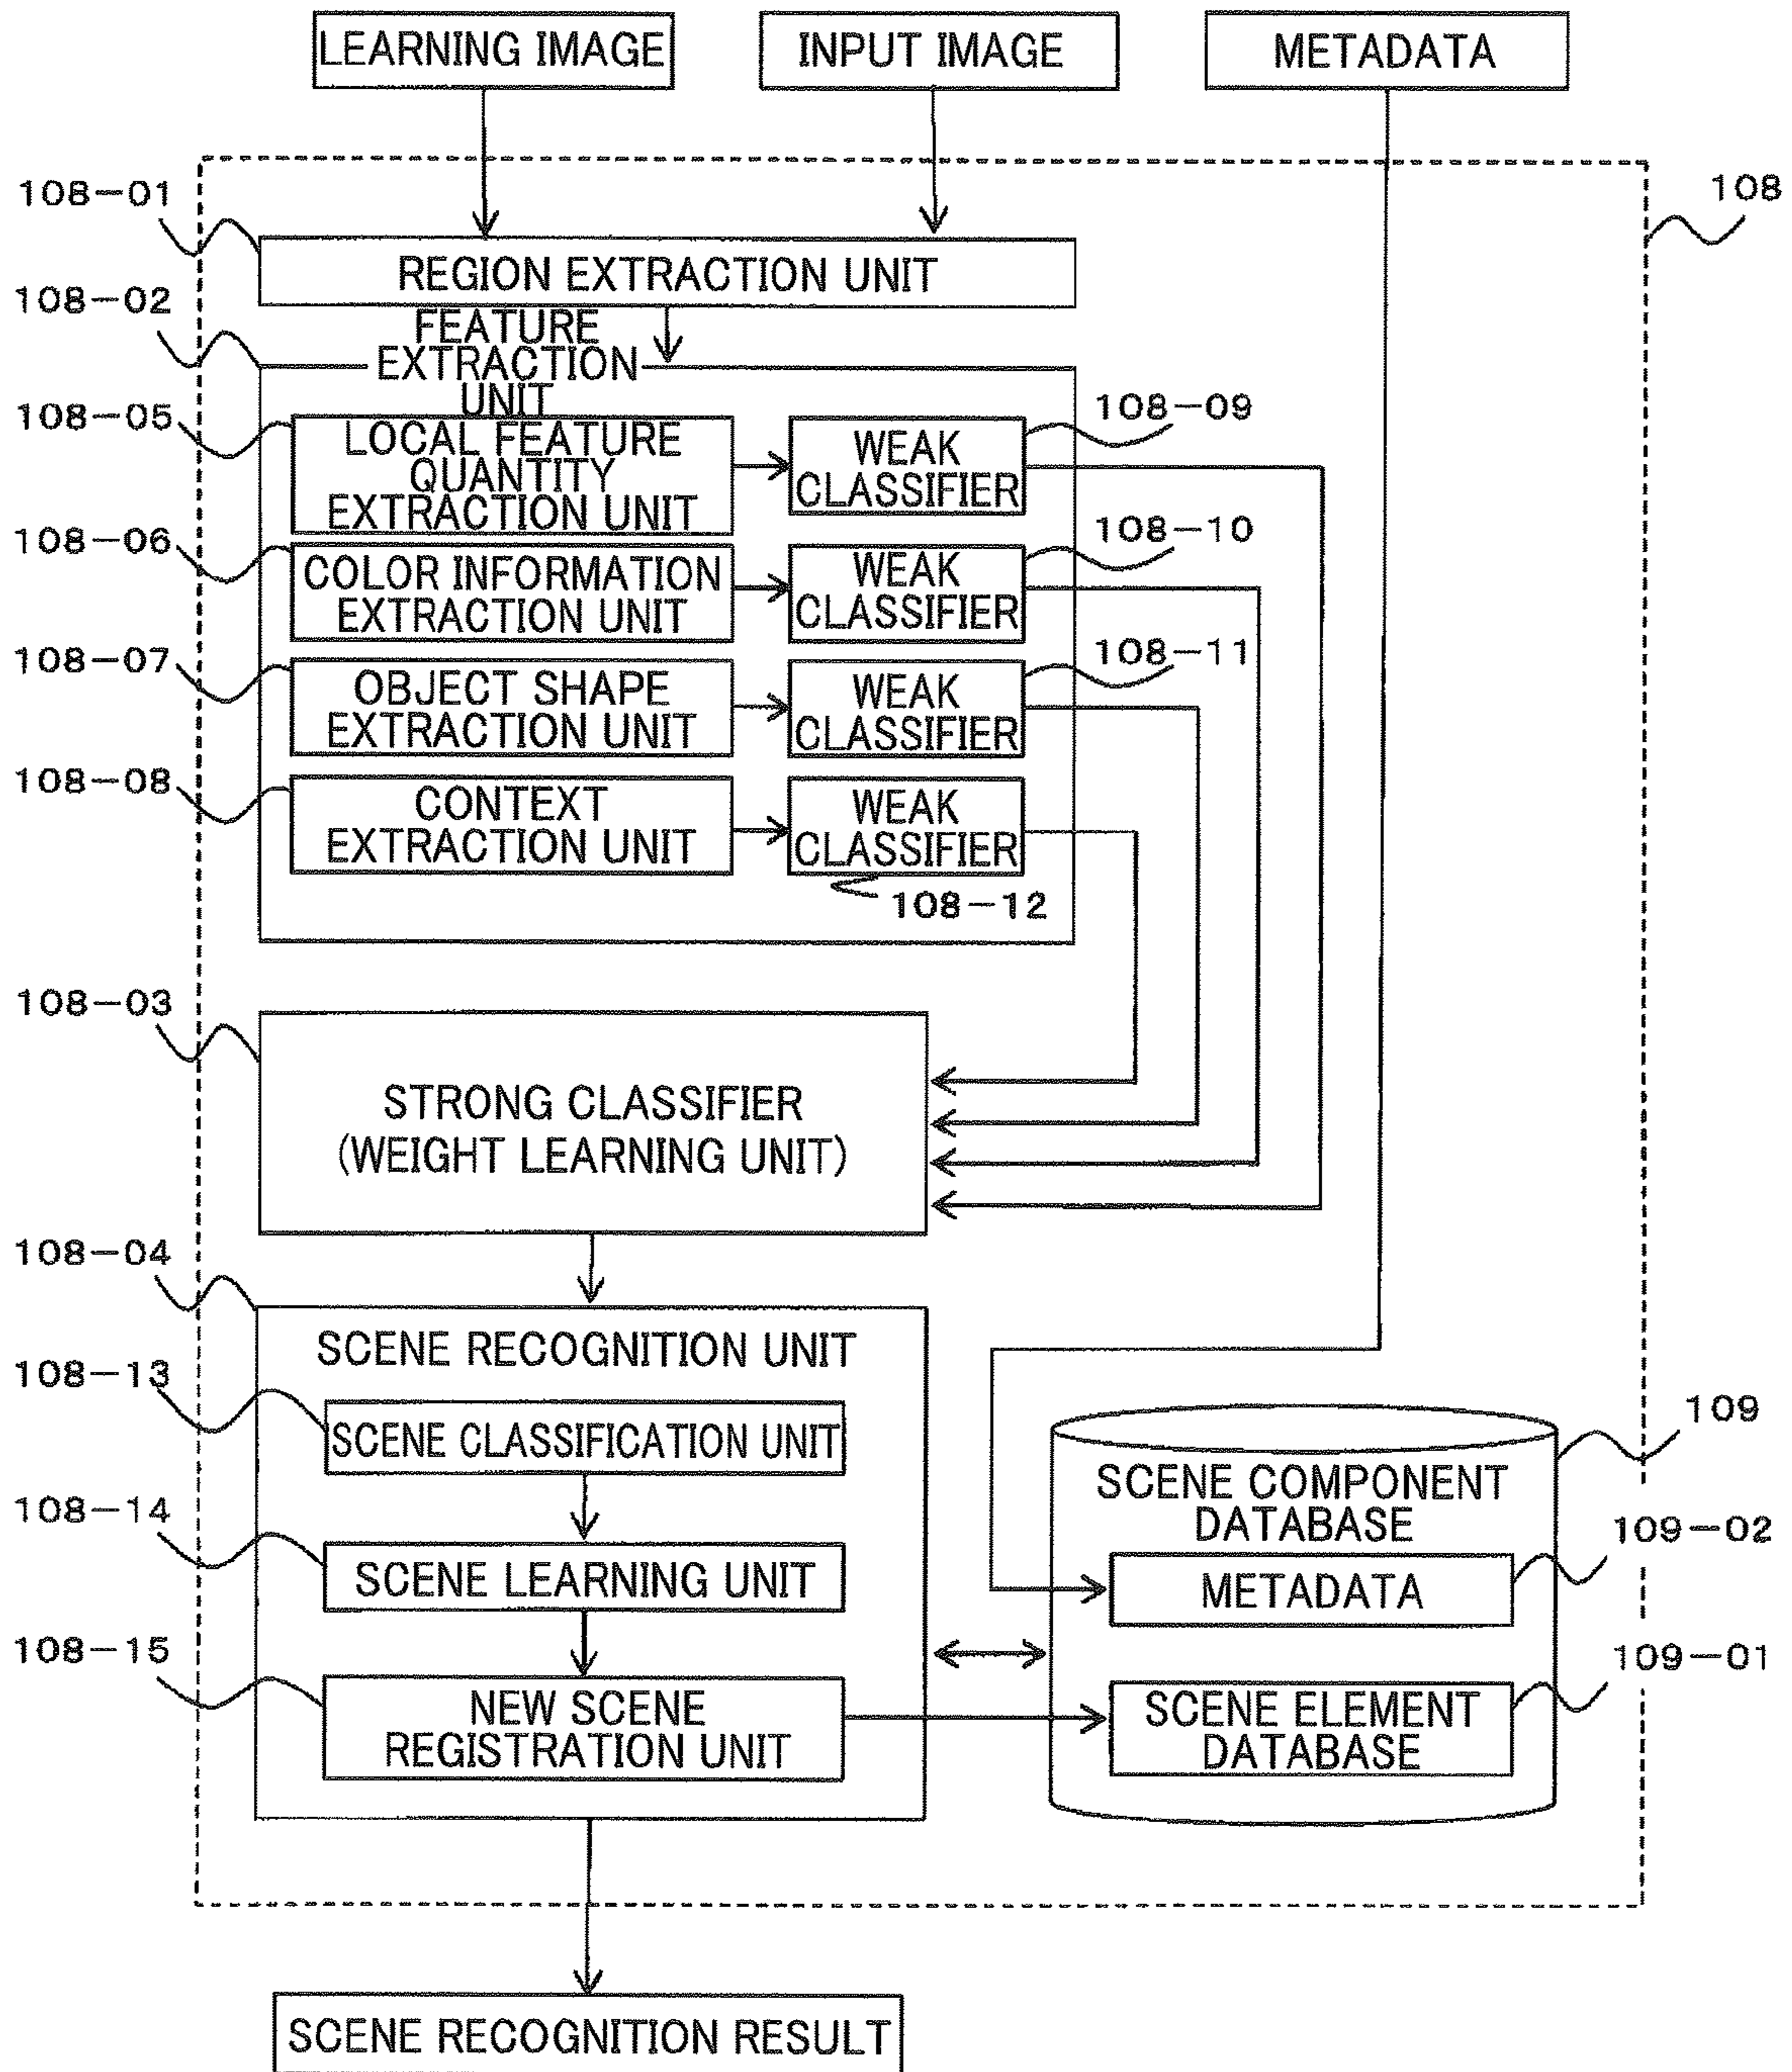 LEARNING IMAGE
INPUT IMAGE
METADATA
108-01
108
REGION EXTRACTION UNIT
108-02
FEATURE
EXTRACTION
UNIT
108-05
LOCAL FEATURE
QUANTITY
EXTRACTION UNIT
WEAK
CLASSIFIER
108-09
108-06
COLOR INFORMATION
EXTRACTION UNIT
WEAK
CLASSIFIER
108-10
108-07
OBJECT SHAPE
EXTRACTION UNIT
WEAK
CLASSIFIER
108-11
108-08
CONTEXT
EXTRACTION UNIT
WEAK
CLASSIFIER
108-12
108-03
STRONG CLASSIFIER
(WEIGHT LEARNING UNIT)
108-04
SCENE RECOGNITION UNIT
108-13
SCENE CLASSIFICATION UNIT
108-14
SCENE LEARNING UNIT
108-15
NEW SCENE
REGISTRATION UNIT
109
SCENE COMPONENT
DATABASE
109-02
METADATA
109-01
SCENE ELEMENT
DATABASE
SCENE RECOGNITION RESULT